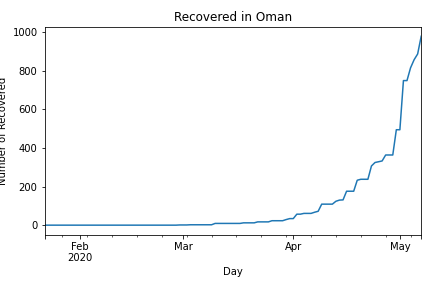 Recovered in Oman
1000
800
600
400
200
0
Number of Recovered
Feb
2020
Mar
Apr
May
Day